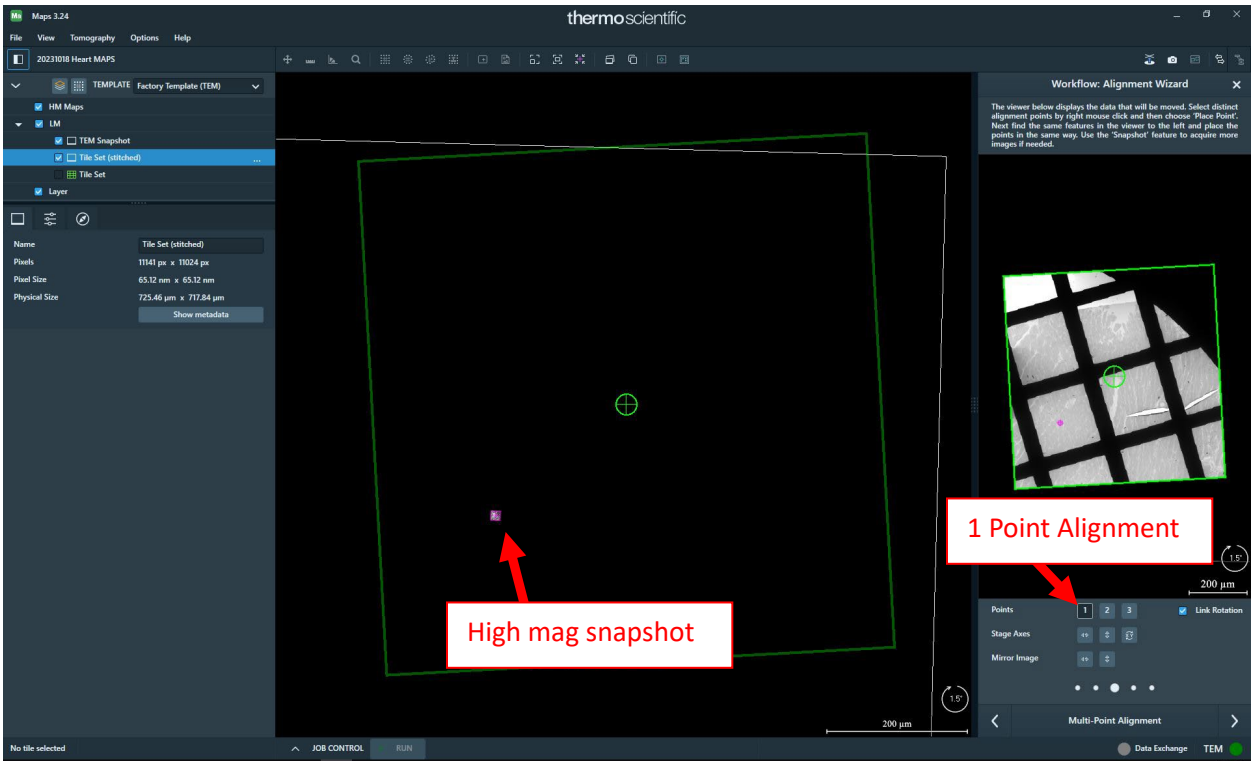 Ma Maps 3.24
thermoscientific
File View Tomography Options Help
20231018 Heart MAPS
TEMPLATE Factory Template (TEM)
HM Maps
LM
TEM Snapshot
Tile Set (stitched) ...
Tile Set
Layer
Name Tile Set (stitched)
Pixels 11141 px x 11024 px
Pixel Size 65.12 nm x 65.12 nm
Physical Size 725.46 µm x 717.84 µm
Show metadata
High mag snapshot
1.5°
200 µm
Workflow: Alignment Wizard
The viewer below displays the data that will be moved. Select distinct
alignment points by right mouse click and then choose 'Place Point'.
Next find the same features in the viewer to the left and place the
points in the same way. Use the 'Snapshot' feature to acquire more
images if needed.
1 Point Alignment
1.5°
200 µm
Points 1 2 3 Link Rotation
Stage Axes
Mirror Image
Multi-Point Alignment
No tile selected
JOB CONTROL RUN
Data Exchange TEM